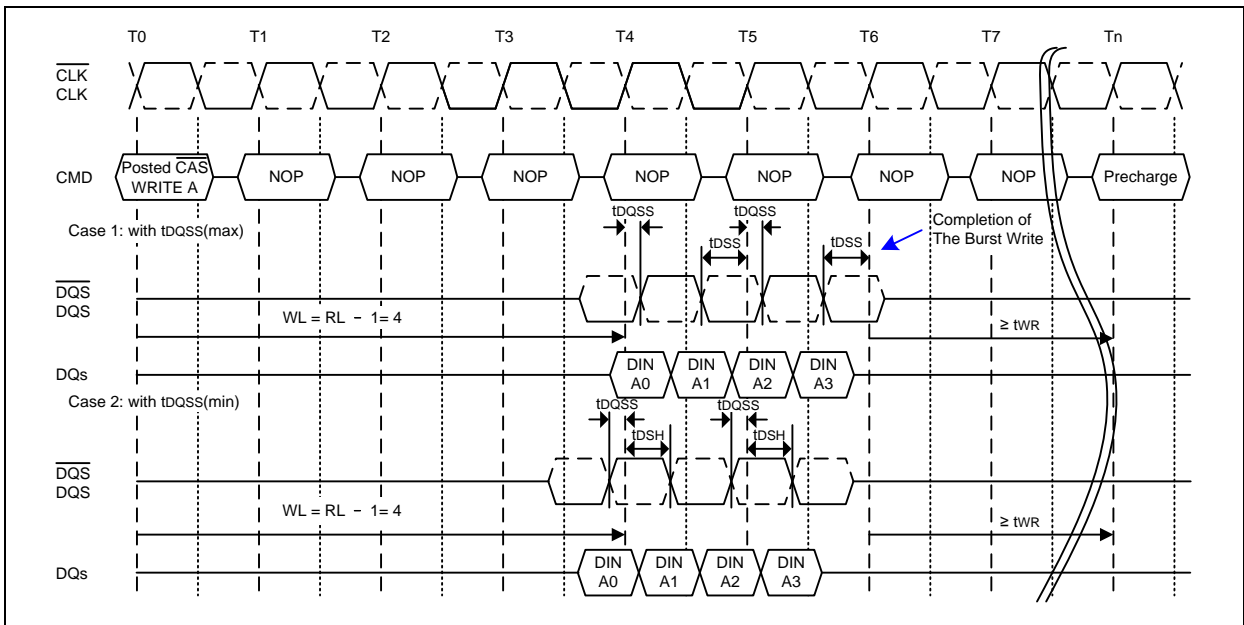 T0 T1 T2 T3 T4 T5 T6 T7 Tn
CLK
CLK
CMD
Posted CAS
WRITE A
NOP NOP NOP NOP NOP NOP NOP Precharge
Case 1: with tDQSS(max)
tDQSS tDQSS
tDSS tDSS
Completion of
The Burst Write
DQS
DQS
WL = RL − 1= 4
≥ tWR
DQs
DIN
A0
DIN
A1
DIN
A2
DIN
A3
Case 2: with tDQSS(min)
tDQSS tDQSS
tDSH tDSH
DQS
DQS
WL = RL − 1= 4
≥ tWR
DQs
DIN
A0
DIN
A1
DIN
A2
DIN
A3